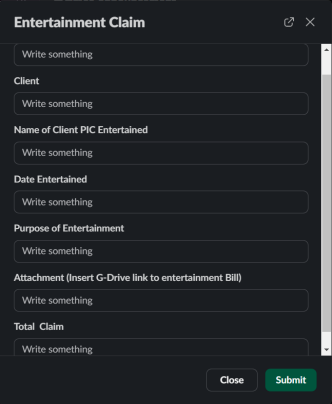 Entertainment Claim
Write something
Client
Write something
Name of Client PIC Entertained
Write something
Date Entertained
Write something
Purpose of Entertainment
Write something
Attachment (Insert G-Drive link to entertainment Bill)
Write something
Total Claim
Write something
Close
Submit